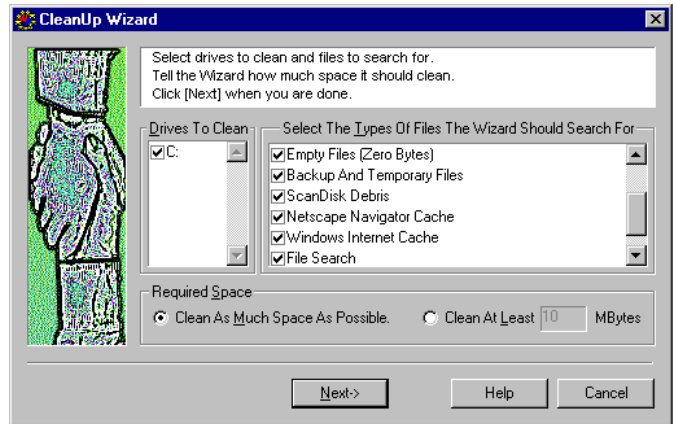 CleanUp Wizard
Select drives to clean and files to search for.
Tell the Wizard how much space it should clean.
Click [Next] when you are done.
Drives To Clean
C:
Select The Types Of Files The Wizard Should Search For
Empty Files (Zero Bytes)
Backup And Temporary Files
ScanDisk Debris
Netscape Navigator Cache
Windows Internet Cache
File Search
Required Space
Clean As Much Space As Possible. Clean At Least 10 MBytes
Next-> Help Cancel